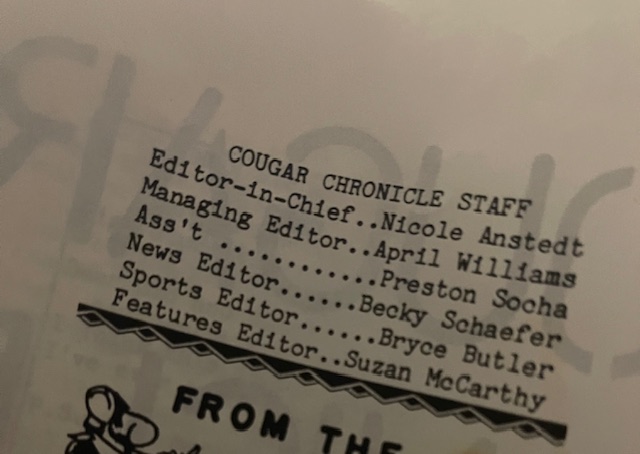 COUGAR CHRONICLE STAFF
Editor-in-Chief..Nicole Anstedt
Managing Editor..April Williams
Ass't ............Preston Socha
News Editor......Becky Schaefer
Sports Editor......Bryce Butler
Features Editor..Suzan McCarthy
FROM THE